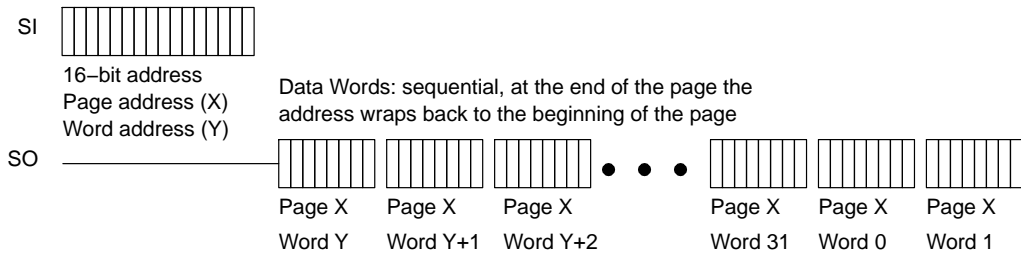 SI
16−bit address
Page address (X)
Word address (Y)
Data Words: sequential, at the end of the page the
address wraps back to the beginning of the page
SO
Page X Page X Page X Page X Page X Page X
Word Y Word Y+1 Word Y+2 Word 31 Word 0 Word 1